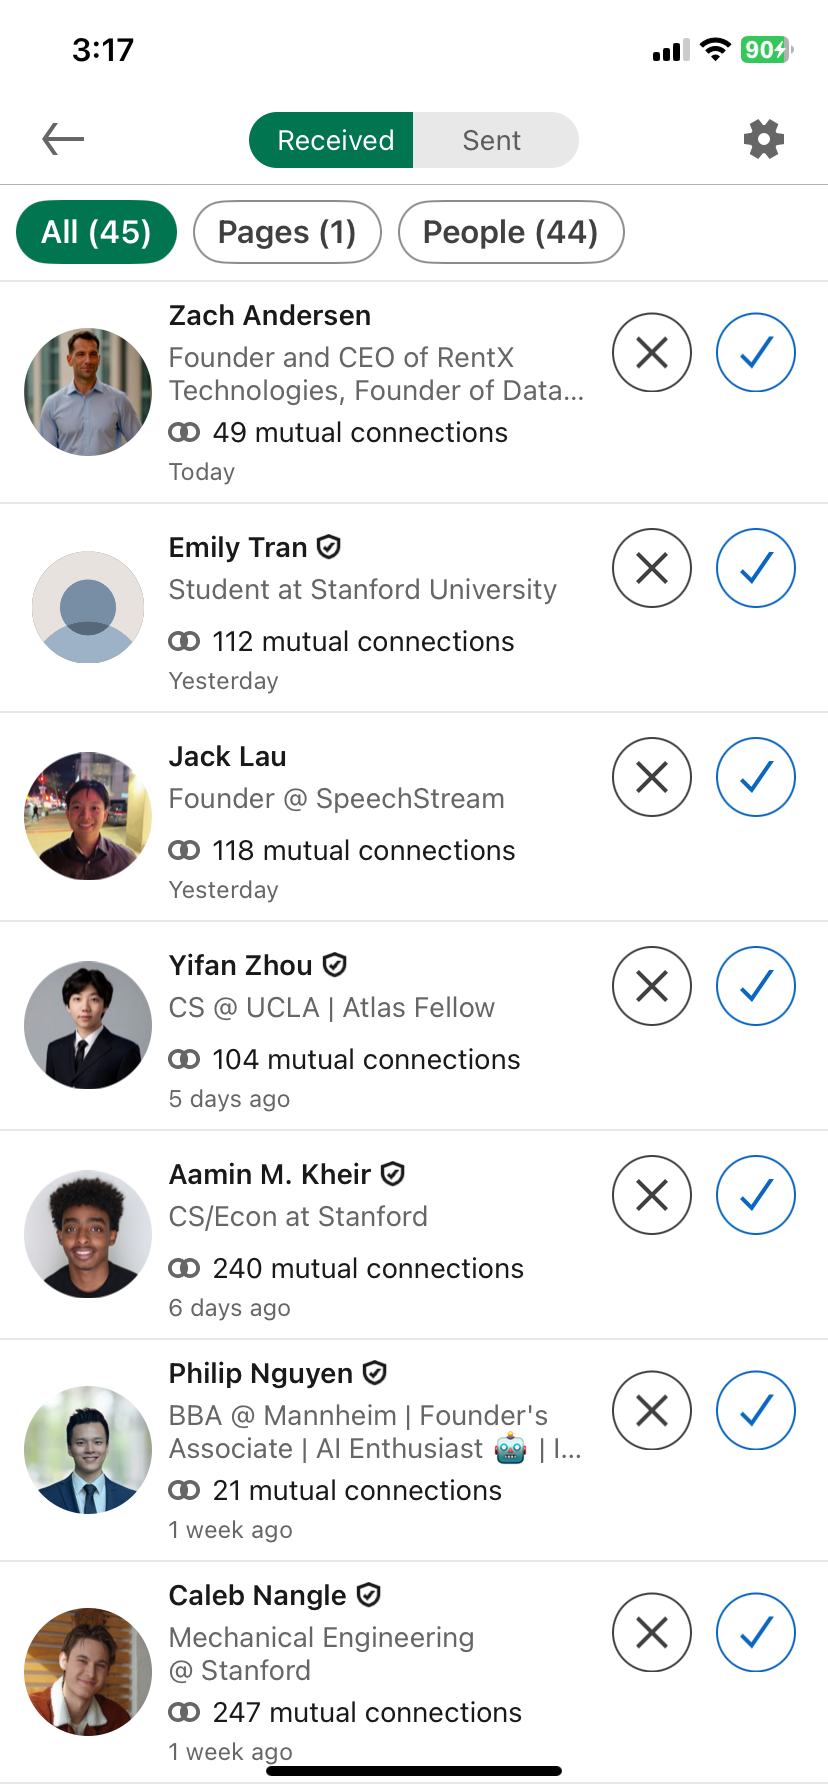 3:17
90
Received
Sent
All (45)
Pages (1)
People (44)
Zach Andersen
Founder and CEO of RentX
Technologies, Founder of Data...
49 mutual connections
Today
Emily Tran
Student at Stanford University
112 mutual connections
Yesterday
Jack Lau
Founder @ SpeechStream
118 mutual connections
Yesterday
Yifan Zhou
CS @ UCLA | Atlas Fellow
104 mutual connections
5 days ago
Aamin M. Kheir
CS/Econ at Stanford
240 mutual connections
6 days ago
Philip Nguyen
BBA @ Mannheim | Founder's
Associate | AI Enthusiast 🤖 | I...
21 mutual connections
1 week ago
Caleb Nangle
Mechanical Engineering
@ Stanford
247 mutual connections
1 week ago